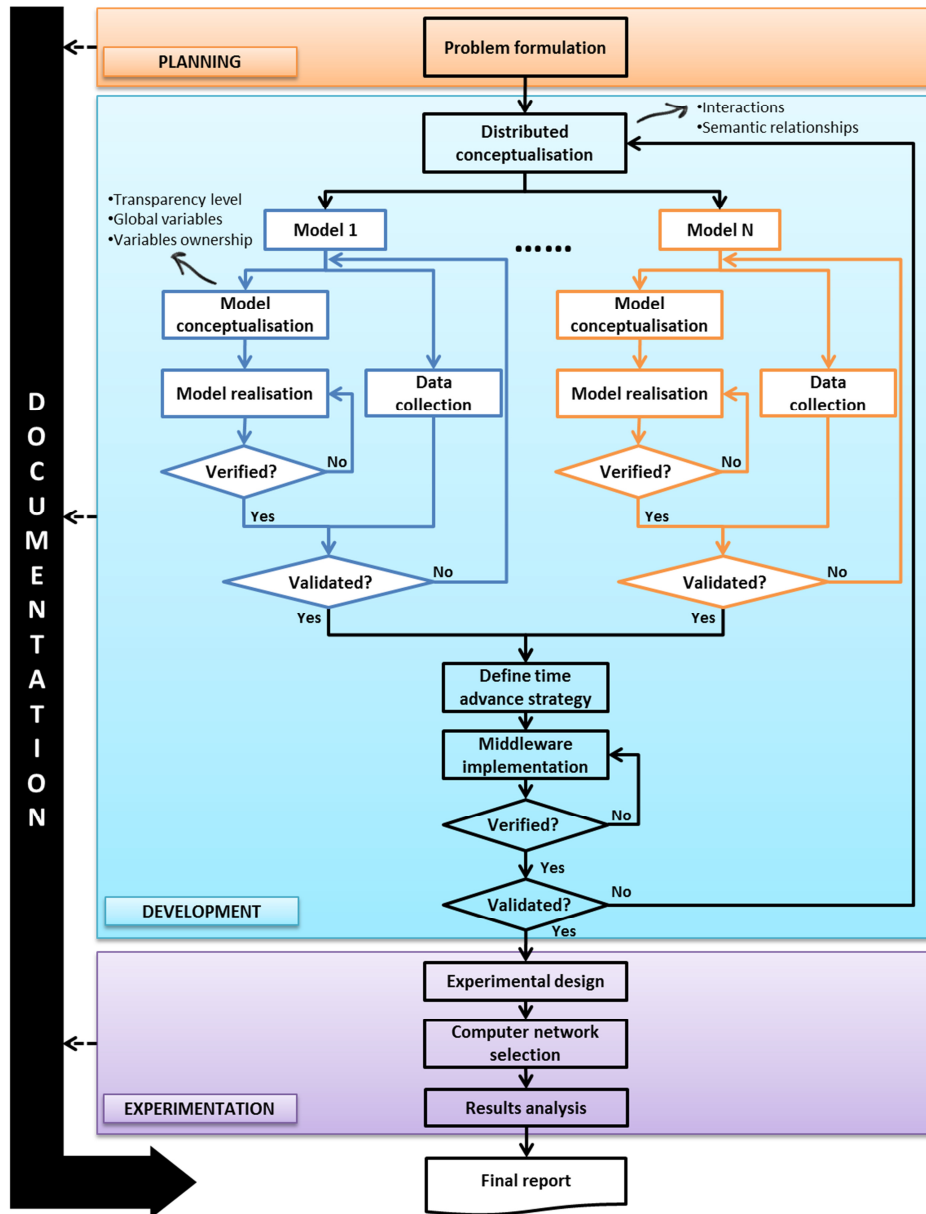 Problem formulation
PLANNING
Distributed
conceptualisation
•Interactions
•Semantic relationships
•Transparency level
•Global variables
•Variables ownership
Model 1
......
Model N
Model
conceptualisation
Model realisation
Data
collection
Verified?
No
Yes
Validated?
No
Yes
Model
conceptualisation
Model realisation
Data
collection
Verified?
No
Yes
Validated?
No
Yes
Define time
advance strategy
Middleware
implementation
Verified?
No
Yes
Validated?
No
Yes
DEVELOPMENT
Experimental design
Computer network
selection
Results analysis
EXPERIMENTATION
Final report
DOCUMENTATION